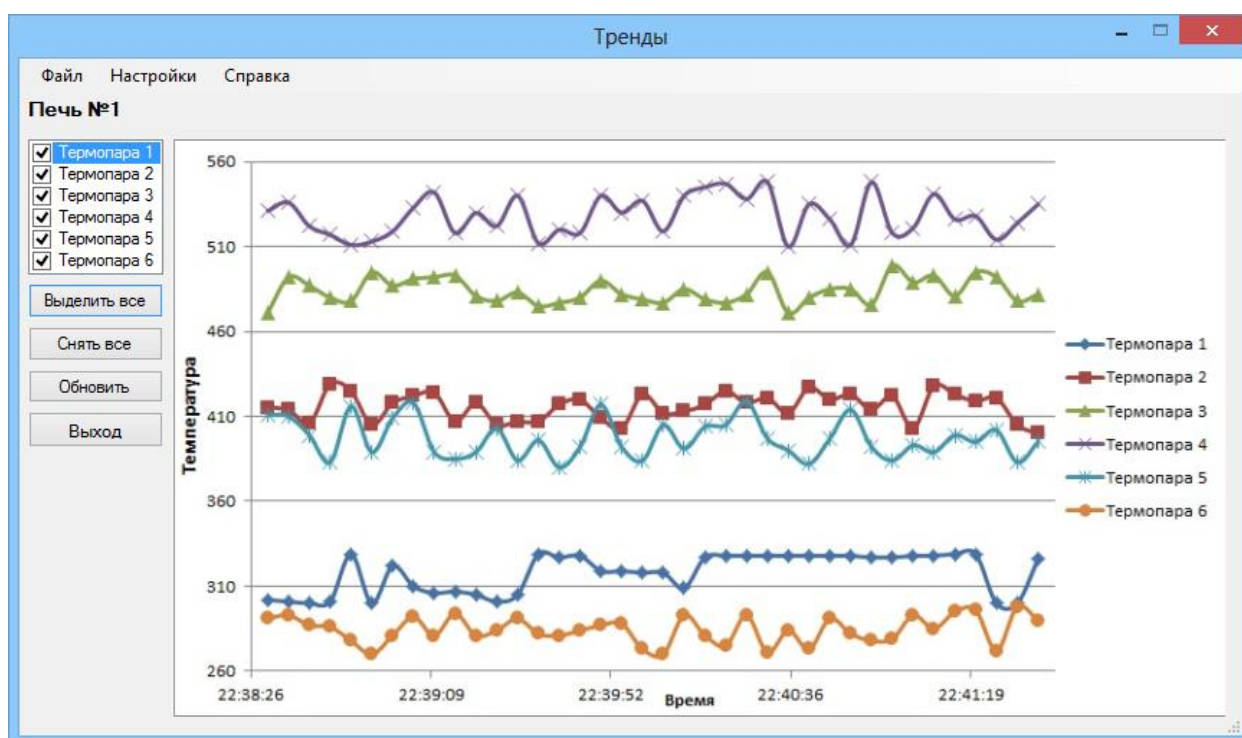 Тренды
Файл Настройки Справка
Печь №1
Термопара 1
Термопара 2
Термопара 3
Термопара 4
Термопара 5
Термопара 6
Выделить все
Снять все
Обновить
Выход
560
510
460
410
360
310
260
Температура
22:38:26 22:39:09 22:39:52 22:40:36 22:41:19
Время
Термопара 1
Термопара 2
Термопара 3
Термопара 4
Термопара 5
Термопара 6